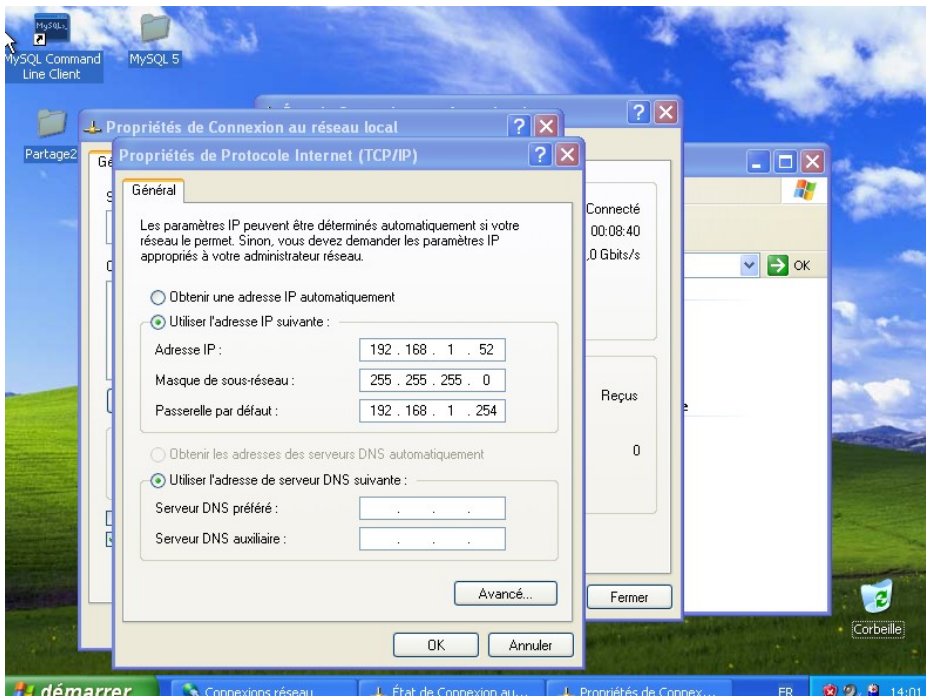 MySQL Command
Line Client
MySQL 5
Partage2
Propriétés de Connexion au réseau local
Propriétés de Protocole Internet (TCP/IP)
Général
Les paramètres IP peuvent être déterminés automatiquement si votre
réseau le permet. Sinon, vous devez demander les paramètres IP
appropriés à votre administrateur réseau.
Obtenir une adresse IP automatiquement
Utiliser l'adresse IP suivante :
Adresse IP : 192 . 168 . 1 . 52
Masque de sous-réseau : 255 . 255 . 255 . 0
Passerelle par défaut : 192 . 168 . 1 . 254
Obtenir les adresses des serveurs DNS automatiquement
Utiliser l'adresse de serveur DNS suivante :
Serveur DNS préféré :
Serveur DNS auxiliaire :
Avancé...
OK
Annuler
Connecté
00:08:40
,0 Gbits/s
Reçus
0
Fermer
OK
Corbeille
démarrer
Connexions réseau
État de Connexion au...
Propriétés de Connex...
FR
14:01